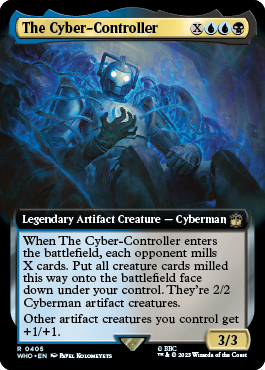 The Cyber-Controller X
Legendary Artifact Creature — Cyberman
When The Cyber-Controller enters
the battlefield, each opponent mills
X cards. Put all creature cards milled
this way onto the battlefield face
down under your control. They're 2/2
Cyberman artifact creatures.
Other artifact creatures you control get
+1/+1.
3/3
R 0405
WHO • EN Pavel Kolomeyets
© BBC
™ & © 2023 Wizards of the Coast